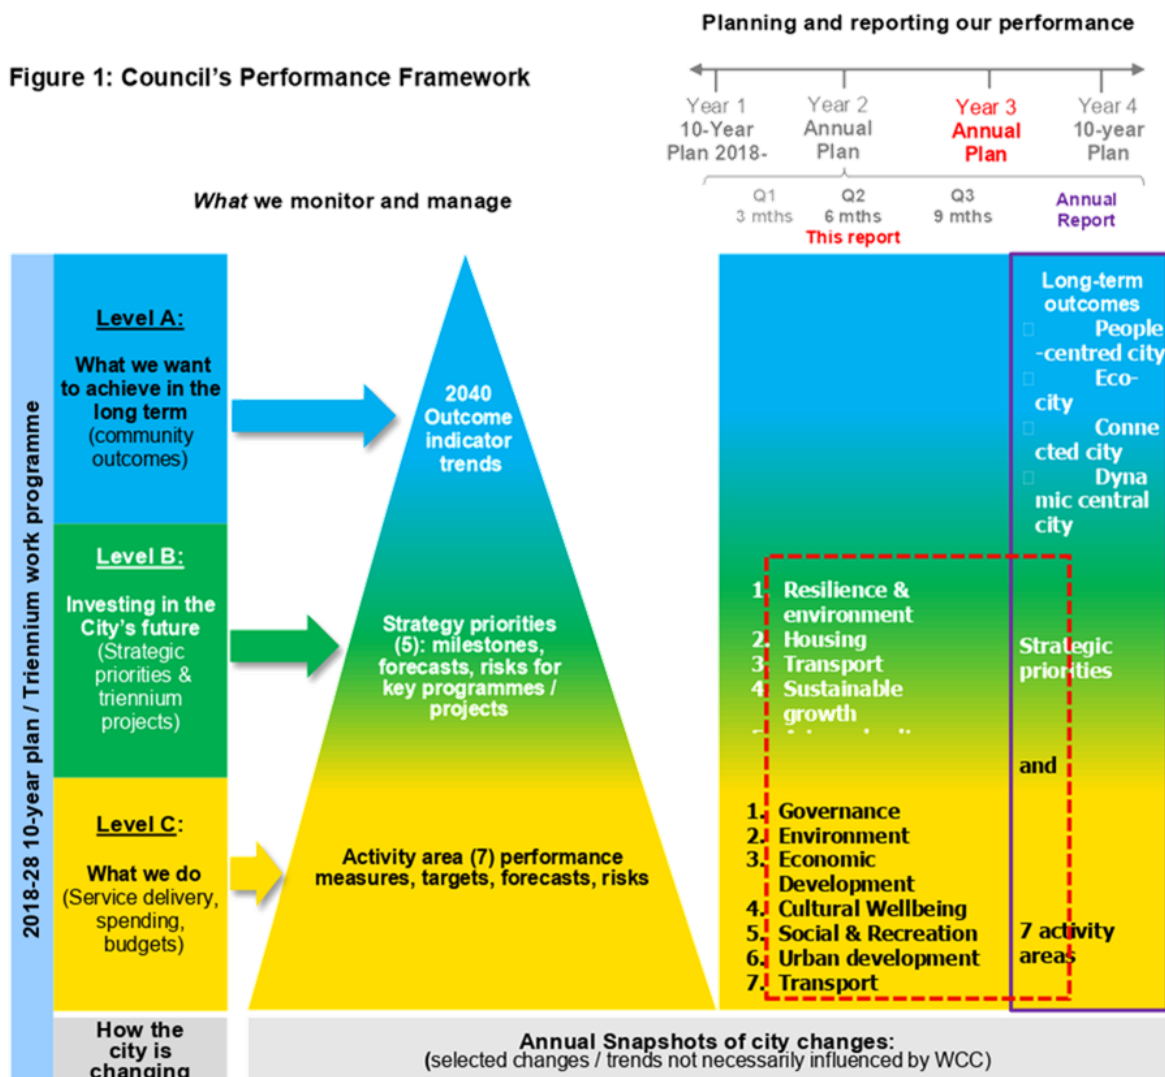 Planning and reporting our performance
Figure 1: Council's Performance Framework
Year 1
10-Year
Plan 2018-
Year 2
Annual
Plan
Year 3
Annual
Plan
Year 4
10-year
Plan
What we monitor and manage
Q1
3 mths
Q2
6 mths
This report
Q3
9 mths
Annual
Report
2018-28 10-year plan / Triennium work programme
Level A:
What we want
to achieve in the
long term
(community
outcomes)
2040
Outcome
indicator
trends
Long-term
outcomes
People
-centred city
Eco-
city
Conne
cted city
Dyna
mic central
city
Level B:
Investing in the
City's future
(Strategic
priorities &
triennium
projects)
Strategy priorities
(5): milestones,
forecasts, risks for
key programmes /
projects
1. Resilience &
environment
2. Housing
3 Transport
4 Sustainable
growth
Strategic
priorities
and
Level C:
What we do
(Service delivery,
spending,
budgets)
Activity area (7) performance
measures, targets, forecasts, risks
1. Governance
2. Environment
3. Economic
Development
4. Cultural Wellbeing
5. Social & Recreation
6. Urban development
7. Transport
7 activity
areas
How the
city is
changing
Annual Snapshots of city changes:
(selected changes / trends not necessarily influenced by WCC)